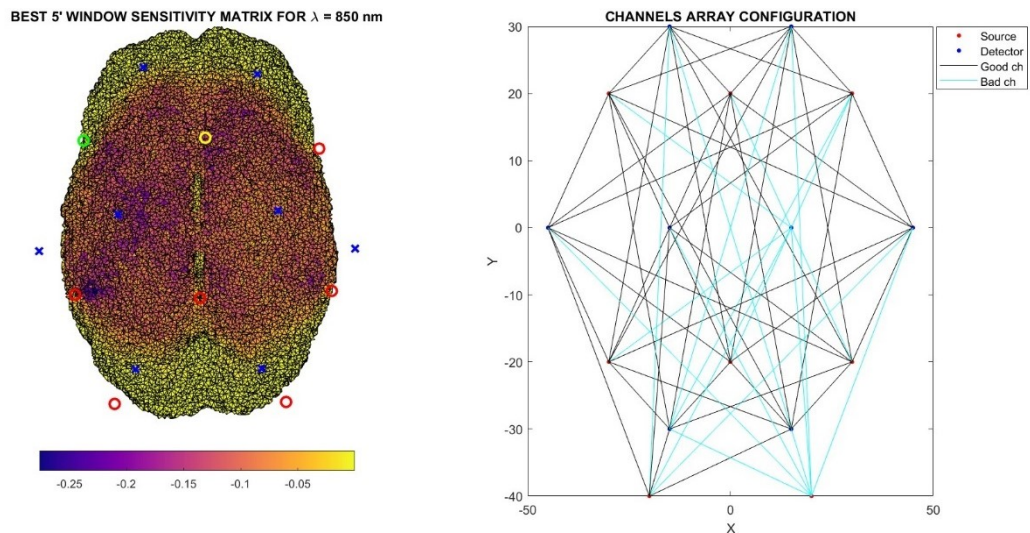 BEST 5' WINDOW SENSITIVITY MATRIX FOR λ = 850 nm
-0.25 -0.2 -0.15 -0.1 -0.05
CHANNELS ARRAY CONFIGURATION
Source
Detector
Good ch
Bad ch
30
20
10
0
-10
-20
-30
-40
Y
-50 0 50
X